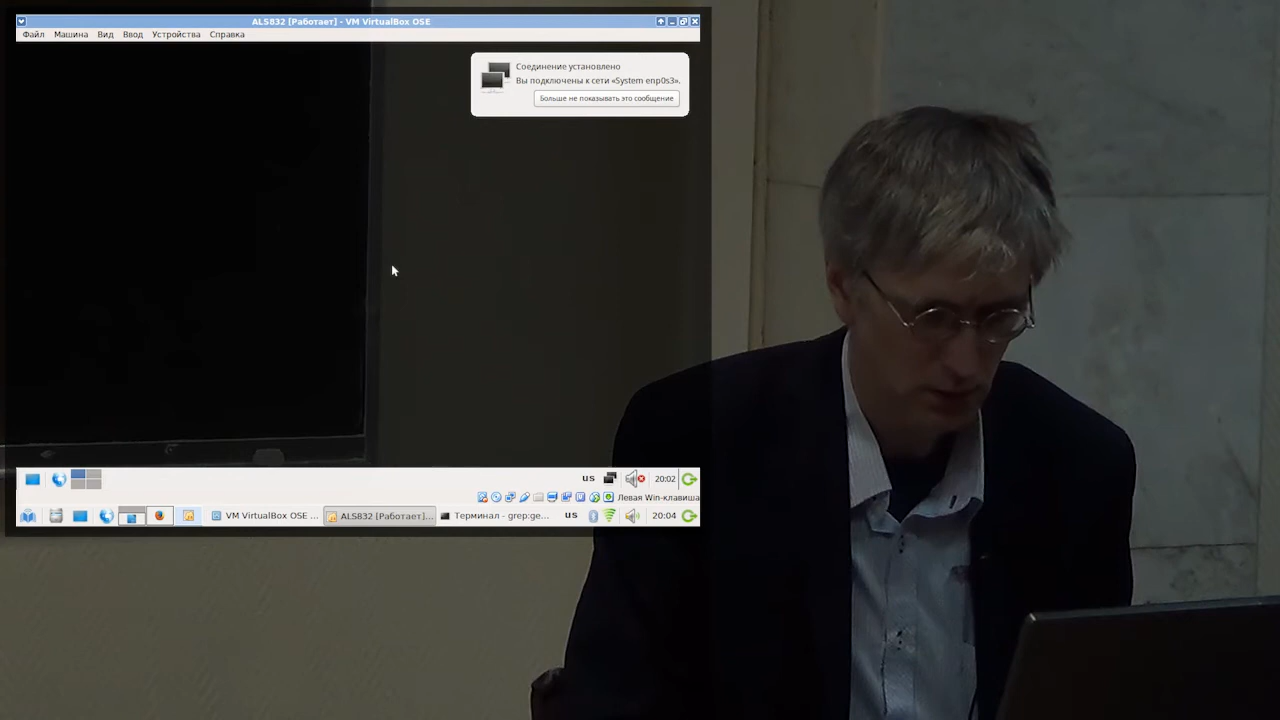 ALS832 [Работает] - VM VirtualBox OSE
Файл Машина Вид Ввод Устройства Справка
Соединение установлено
Вы подключены к сети «System enp0s3».
Больше не показывать это сообщение
us 20:02
Левая Win-клавиша
VM VirtualBox OSE ... ALS832 [Работает]... Терминал - grep:ge... us 20:04